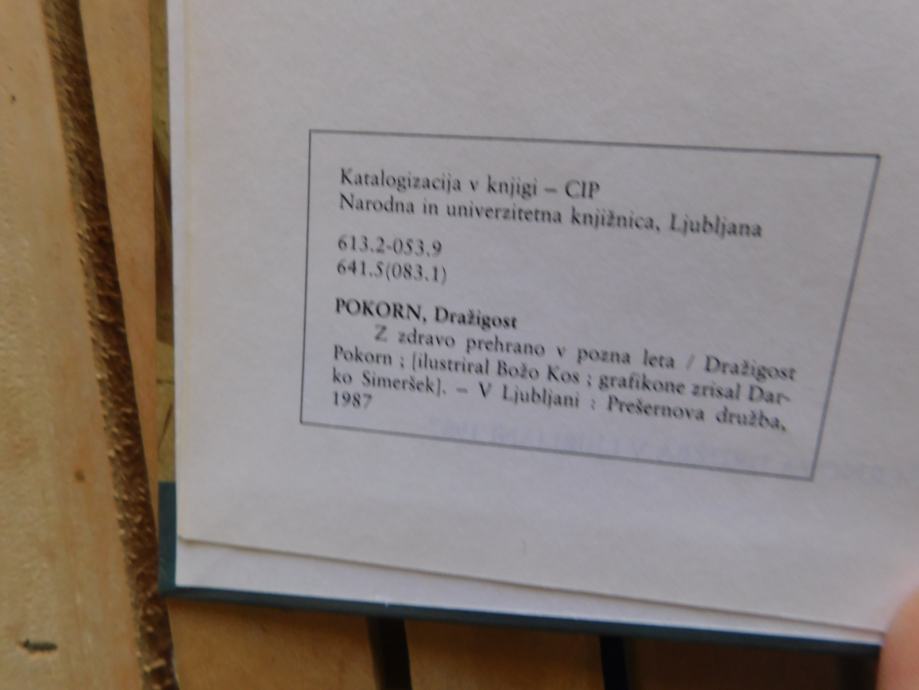 Katalogizacija v knjigi – CIP
Narodna in univerzitetna knjižnica, Ljubljana
613.2-053.9
641.5(083.1)
POKORN, Dražigost
Z zdravo prehrano v pozna leta / Dražigost
Pokorn ; [ilustriral Božo Kos ; grafikone zrisal Dar-
ko Simeršek]. – V Ljubljani : Prešernova družba,
1987